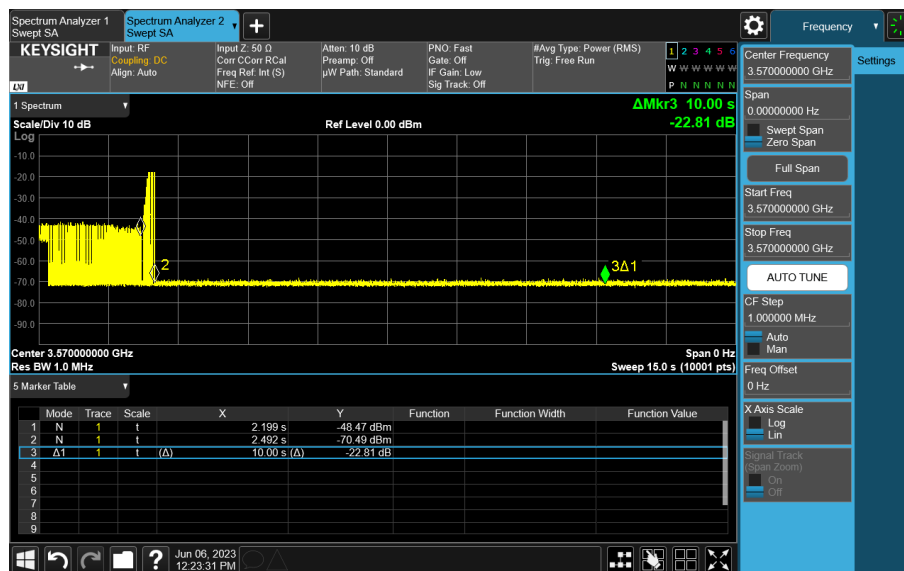 Spectrum Analyzer 1
Swept SA
Spectrum Analyzer 2
Swept SA
Frequency
KEYSIGHT
LXI
Input: RF
Coupling: DC
Align: Auto
Input Z: 50 Ω
Corr CCorr RCal
Freq Ref: Int (S)
NFE: Off
Atten: 10 dB
Preamp: Off
µW Path: Standard
PNO: Fast
Gate: Off
IF Gain: Low
Sig Track: Off
#Avg Type: Power (RMS)
Trig: Free Run
1 2 3 4 5 6
W W W W W W
P N N N N N
1 Spectrum
Scale/Div 10 dB
Ref Level 0.00 dBm
ΔMkr3 10.00 s
-22.81 dB
Log
-10.0
-20.0
-30.0
-40.0
-50.0
-60.0
-70.0
-80.0
-90.0
2
3Δ1
Center 3.570000000 GHz
Span 0 Hz
Res BW 1.0 MHz
Sweep 15.0 s (10001 pts)
5 Marker Table
Mode Trace Scale X Y Function Function Width Function Value
1 N 1 t 2.199 s -48.47 dBm
2 N 1 t 2.492 s -70.49 dBm
3 Δ1 1 t (Δ) 10.00 s (Δ) -22.81 dB
4
5
6
7
8
9
Jun 06, 2023
12:23:31 PM
Center Frequency
3.570000000 GHz
Settings
Span
0.00000000 Hz
Swept Span
Zero Span
Full Span
Start Freq
3.570000000 GHz
Stop Freq
3.570000000 GHz
AUTO TUNE
CF Step
1.000000 MHz
Auto
Man
Freq Offset
0 Hz
X Axis Scale
Log
Lin
Signal Track
(Span Zoom)
On
Off